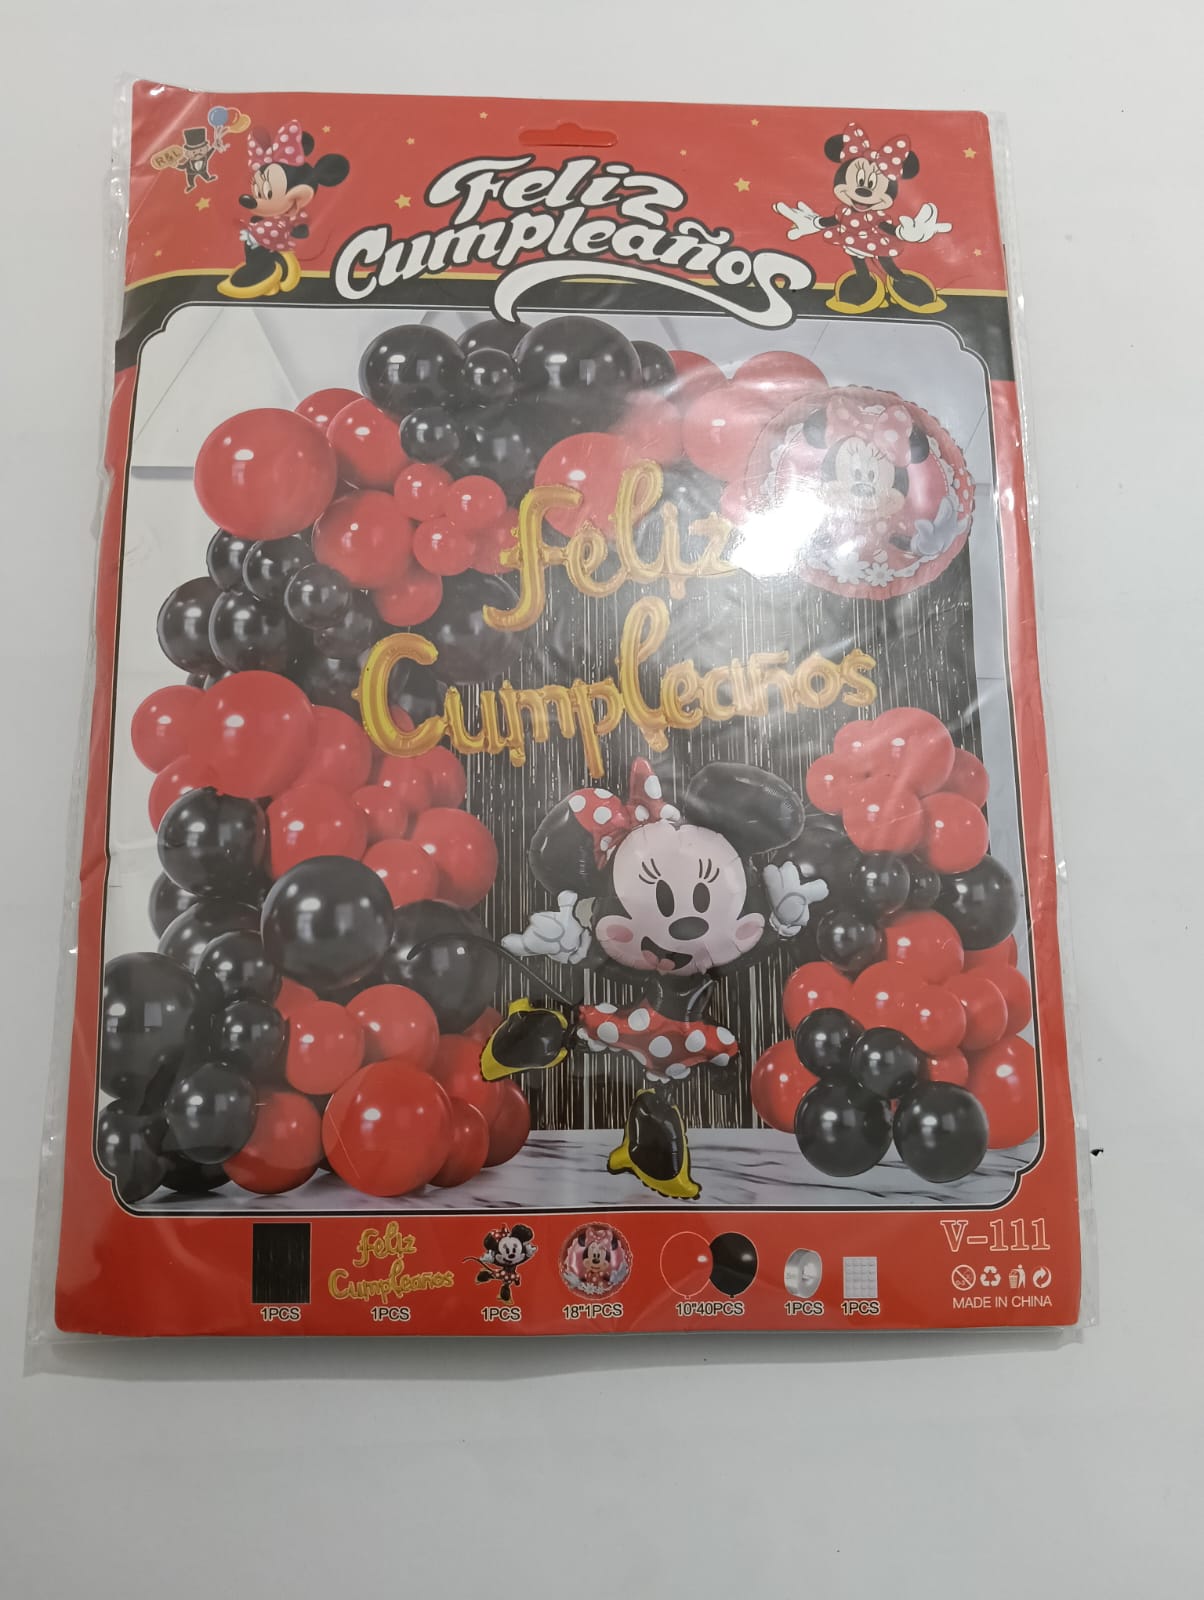 R&L
Feliz
Cumpleaños
Feliz
Cumpleaños
V-111
Feliz
Cumpleaños
1PCS 1PCS 1PCS 18"1PCS 10"40PCS 1PCS 1PCS
MADE IN CHINA